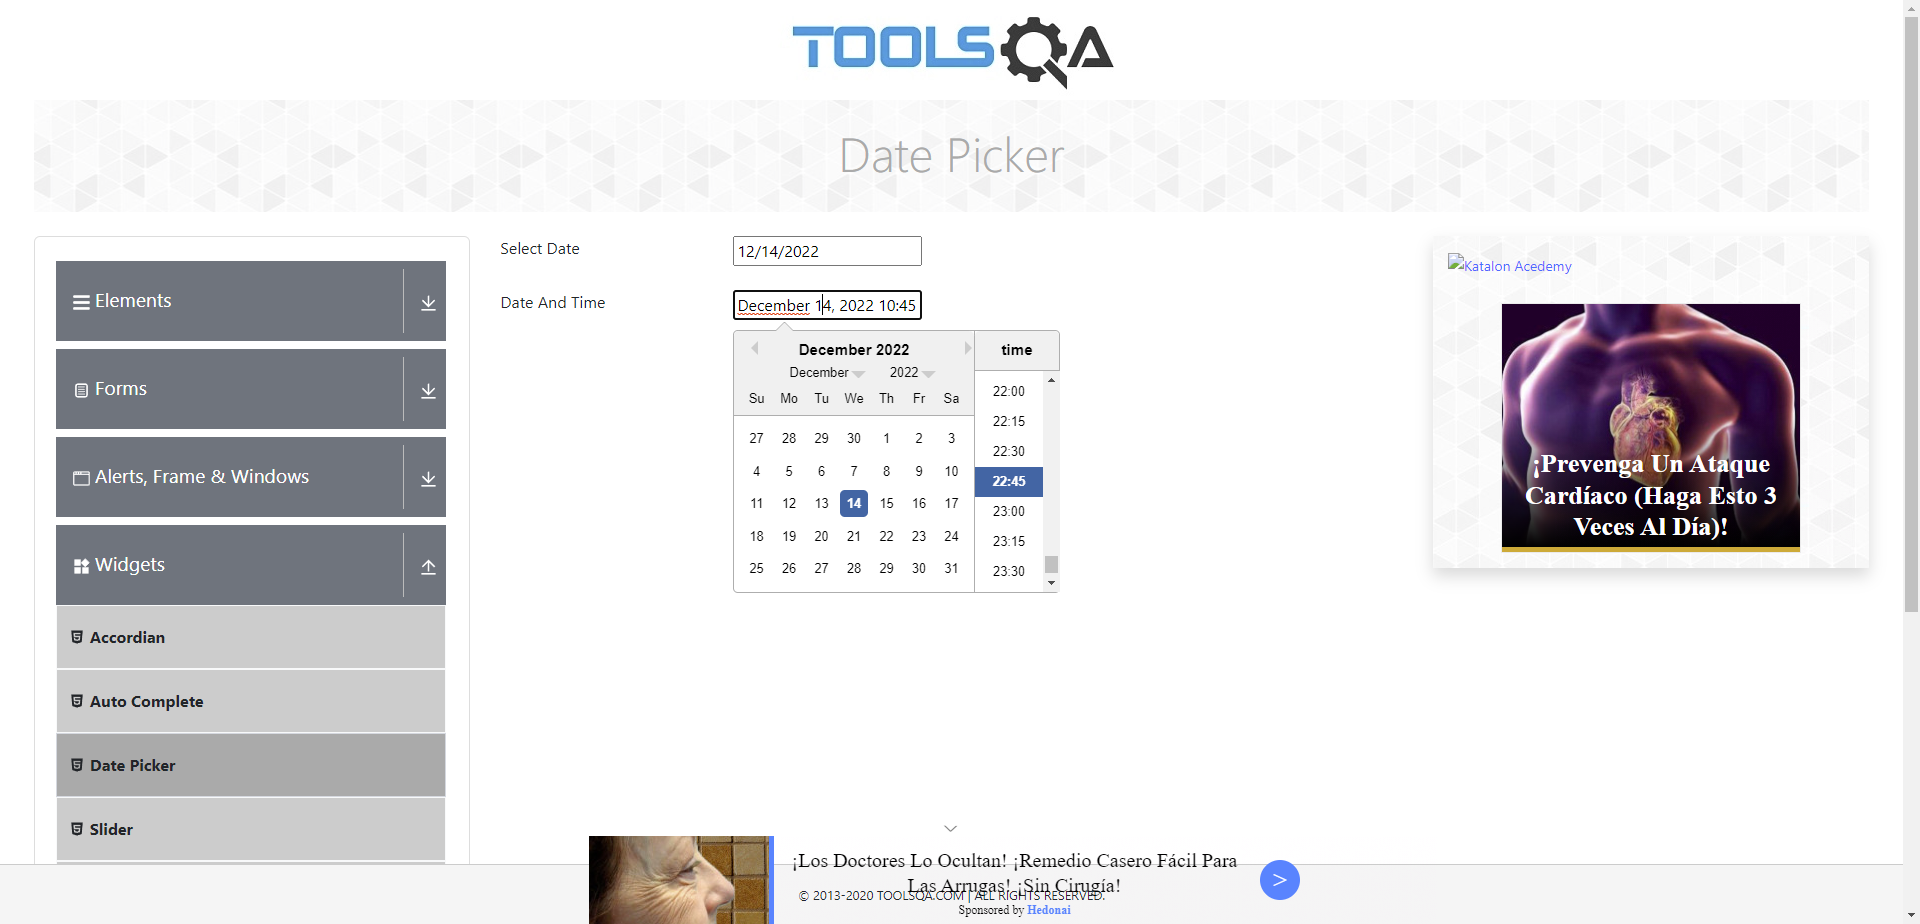 TOOLSQA
Date Picker
Elements
Forms
Alerts, Frame & Windows
Widgets
Accordian
Auto Complete
Date Picker
Slider
Select Date
12/14/2022
Date And Time
December 14, 2022 10:45
December 2022
December 2022
Su Mo Tu We Th Fr Sa
27 28 29 30 1 2 3
4 5 6 7 8 9 10
11 12 13 14 15 16 17
18 19 20 21 22 23 24
25 26 27 28 29 30 31
time
22:00
22:15
22:30
22:45
23:00
23:15
23:30
Katalon Acedemy
¡Prevenga Un Ataque
Cardíaco (Haga Esto 3
Veces Al Día)!
¡Los Doctores Lo Ocultan! ¡Remedio Casero Fácil Para
Las Arrugas! ¡Sin Cirugía!
© 2013-2020 TOOLSQA.COM | ALL RIGHTS RESERVED.
Sponsored by Hedonai